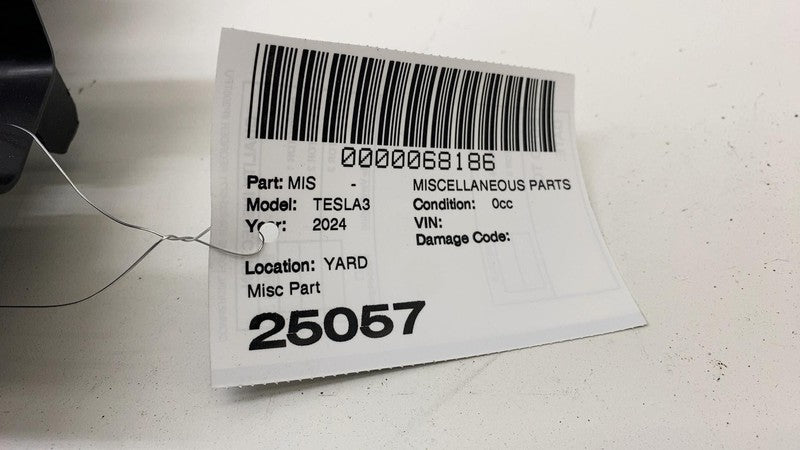 0000068186
Part: MIS - MISCELLANEOUS PARTS
Model: TESLA3 Condition: 0cc
Year: 2024 VIN:
Damage Code:
Location: YARD
Misc Part
25057